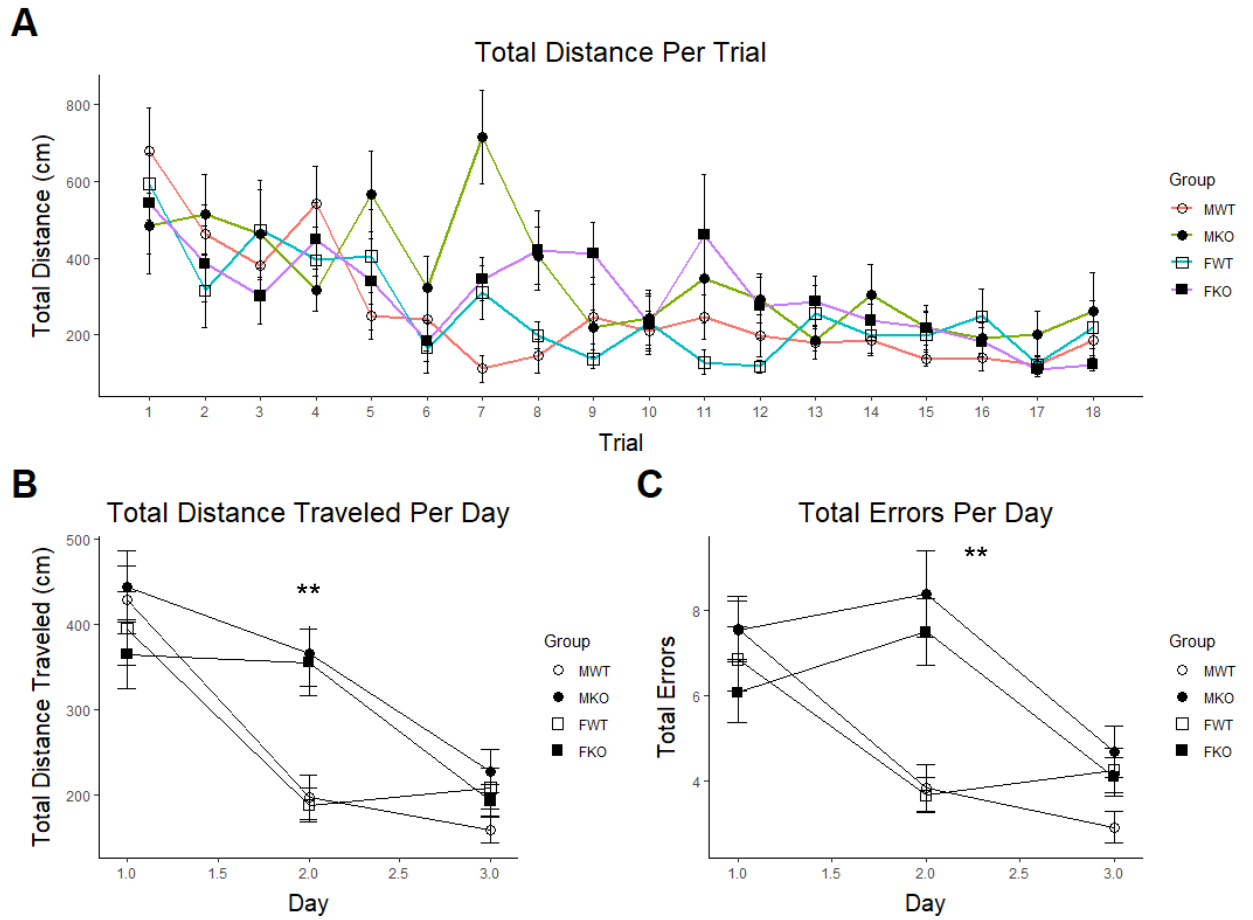 A
Total Distance Per Trial
Total Distance (cm)
800
600
400
200
1 2 3 4 5 6 7 8 9 10 11 12 13 14 15 16 17 18
Trial
Group
MWT
MKO
FWT
FKO
B
Total Distance Traveled Per Day
Total Distance Traveled (cm)
500
400
300
200
**
1.0 1.5 2.0 2.5 3.0
Day
Group
MWT
MKO
FWT
FKO
C
Total Errors Per Day
Total Errors
8
6
4
**
1.0 1.5 2.0 2.5 3.0
Day
Group
MWT
MKO
FWT
FKO